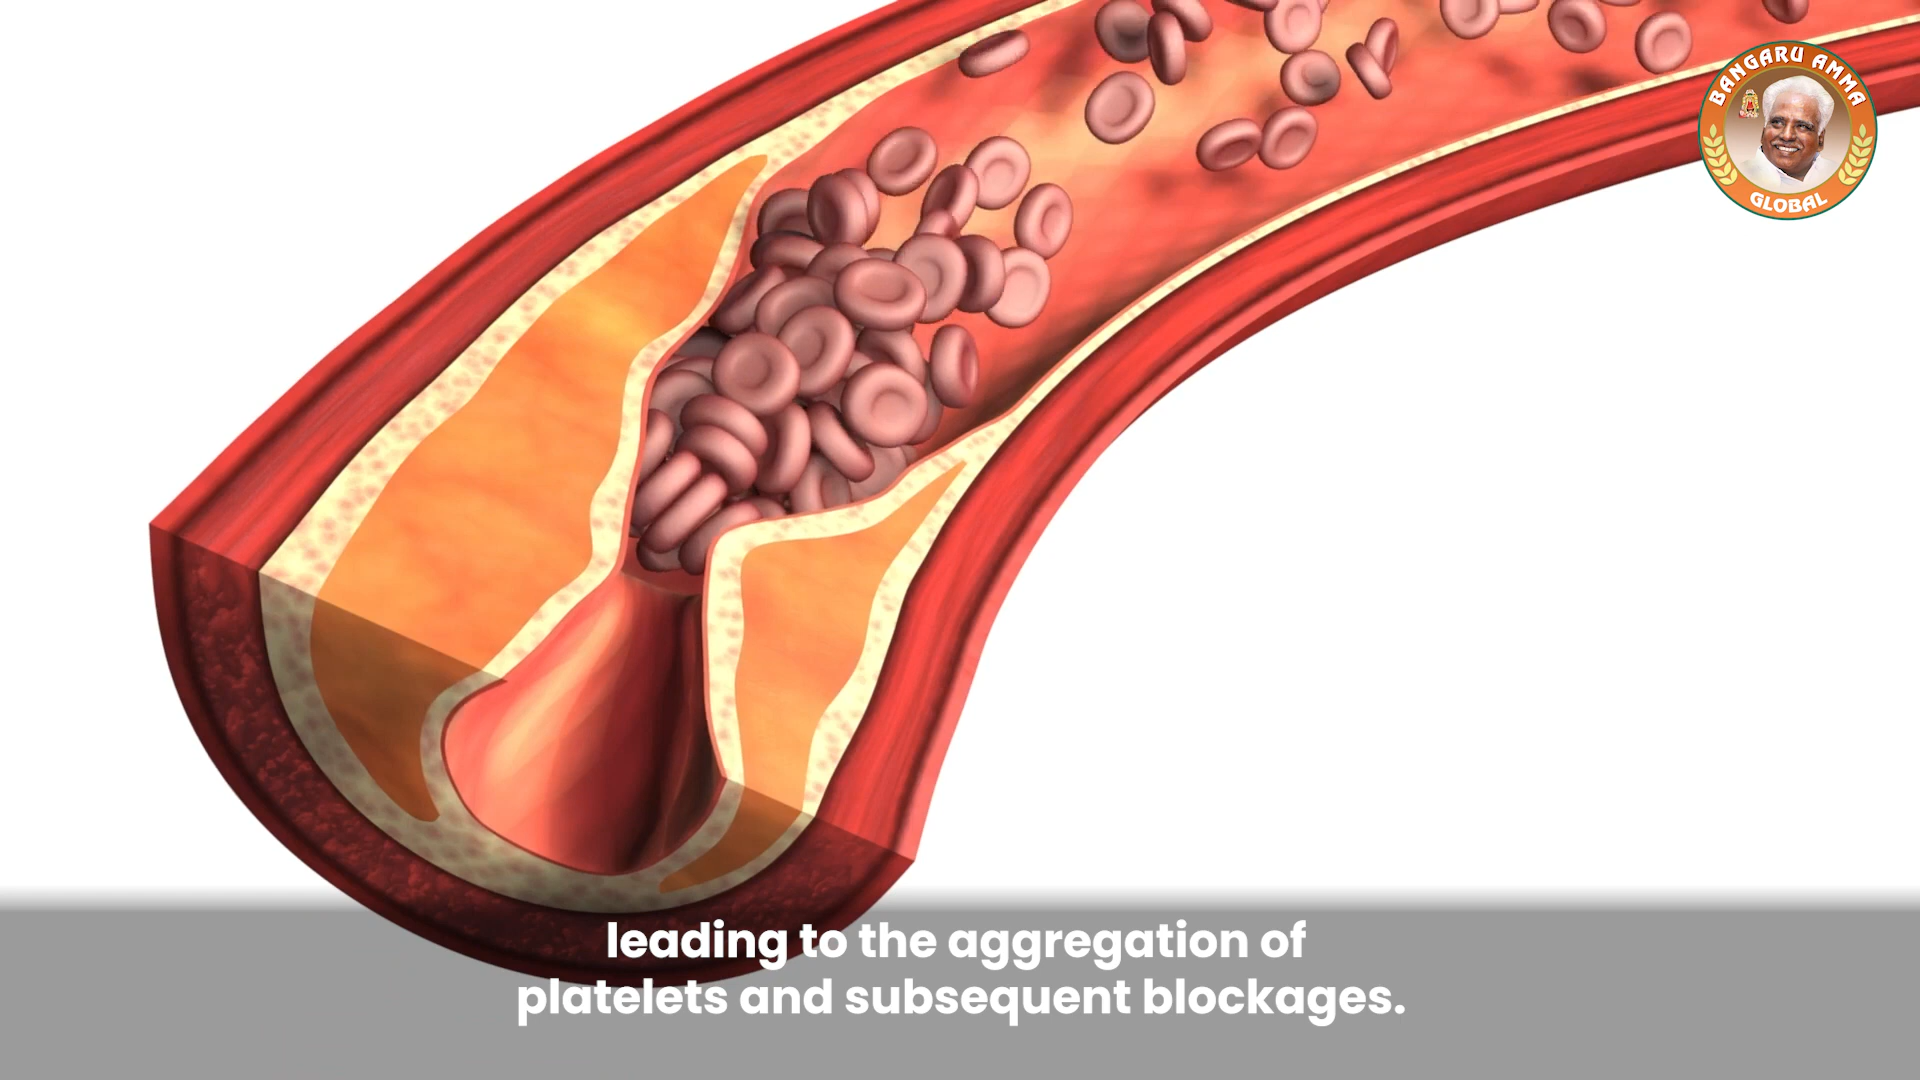 BANGARU AMMA
GLOBAL
leading to the aggregation of
platelets and subsequent blockages.